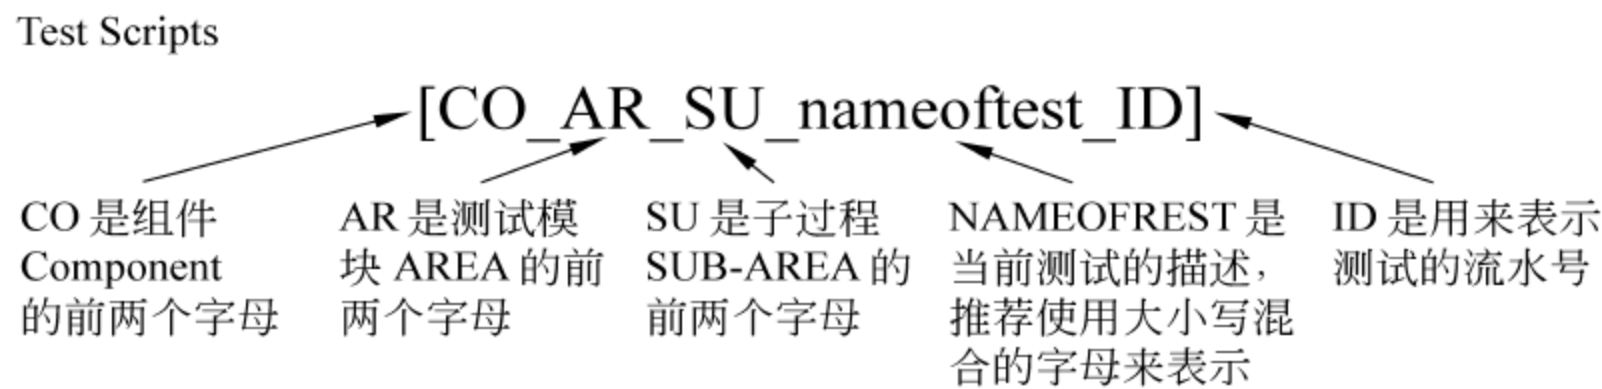 Test Scripts
[CO_AR_SU_nameoftest_ID]
CO 是组件
Component
的前两个字母
AR 是测试模
块 AREA 的前
两个字母
SU 是子过程
SUB-AREA 的
前两个字母
NAMEOFREST 是
当前测试的描述，
推荐使用大小写混
合的字母来表示
ID 是用来表示
测试的流水号